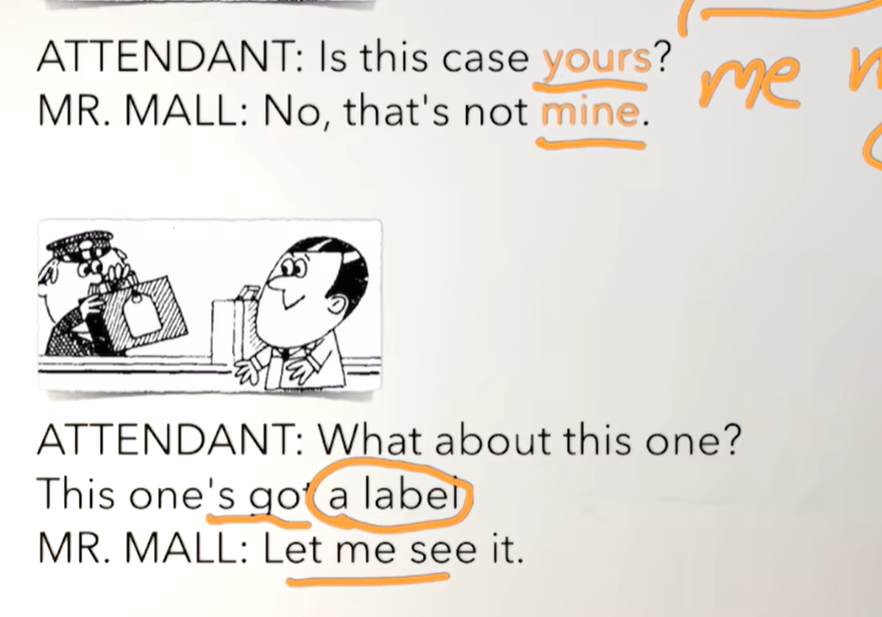 ATTENDANT: Is this case yours?
MR. MALL: No, that's not mine.
me
ATTENDANT: What about this one?
This one's got a label
MR. MALL: Let me see it.